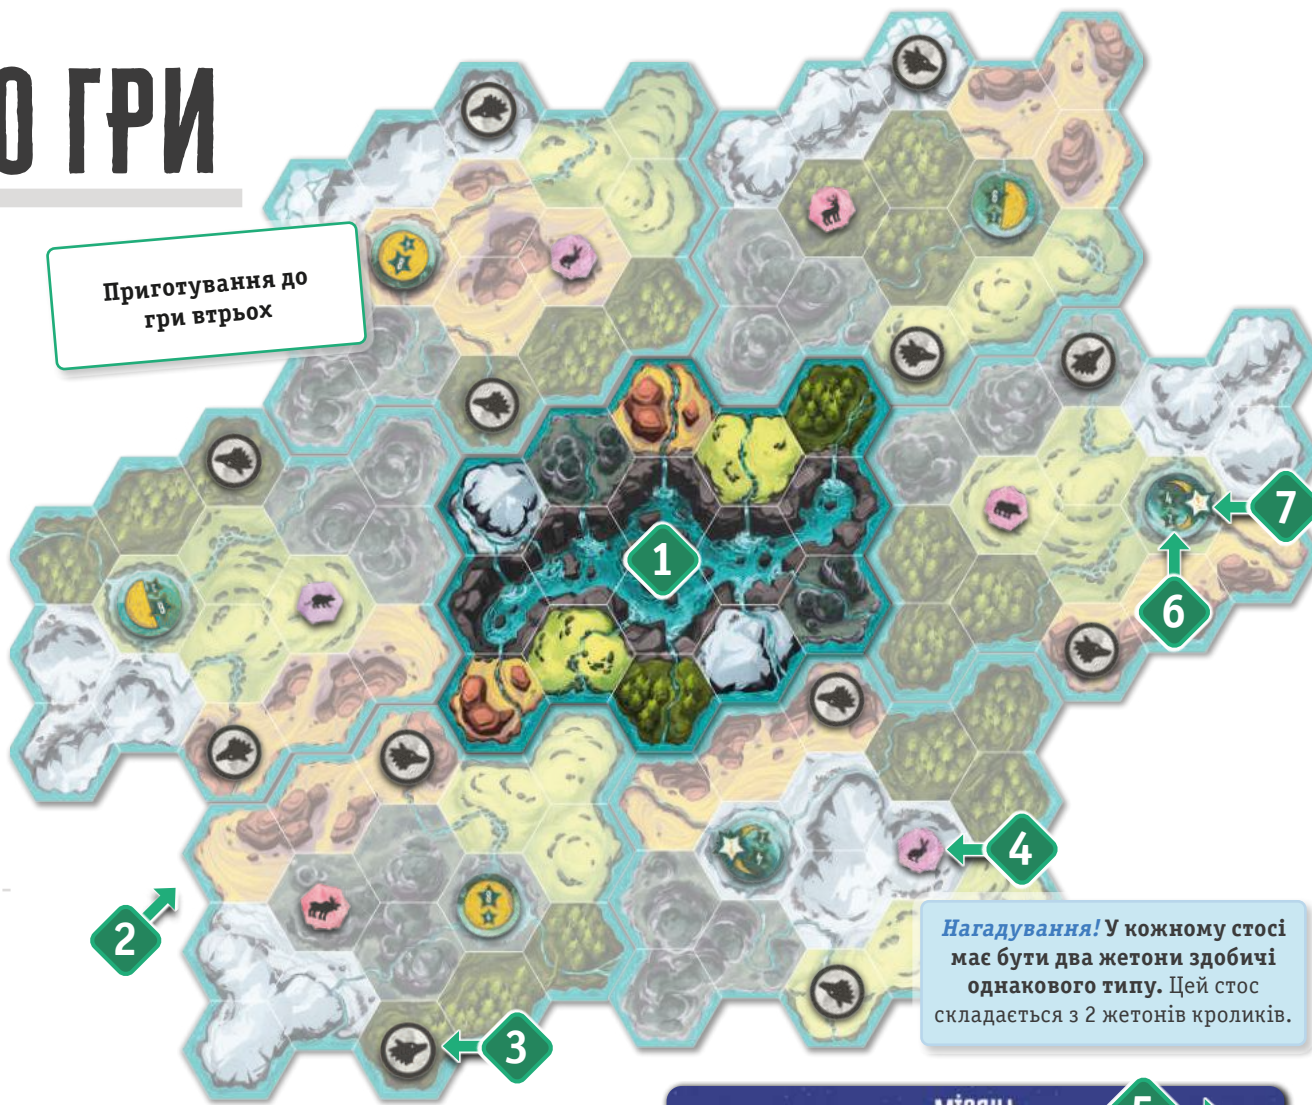 О ГРИ
Приготування до
гри втрьох
1
7
6
4
2
Нагадування! У кожному стосі
має бути два жетони здобичі
однакового типу. Цей стос
складається з 2 жетонів кроликів.
3
5